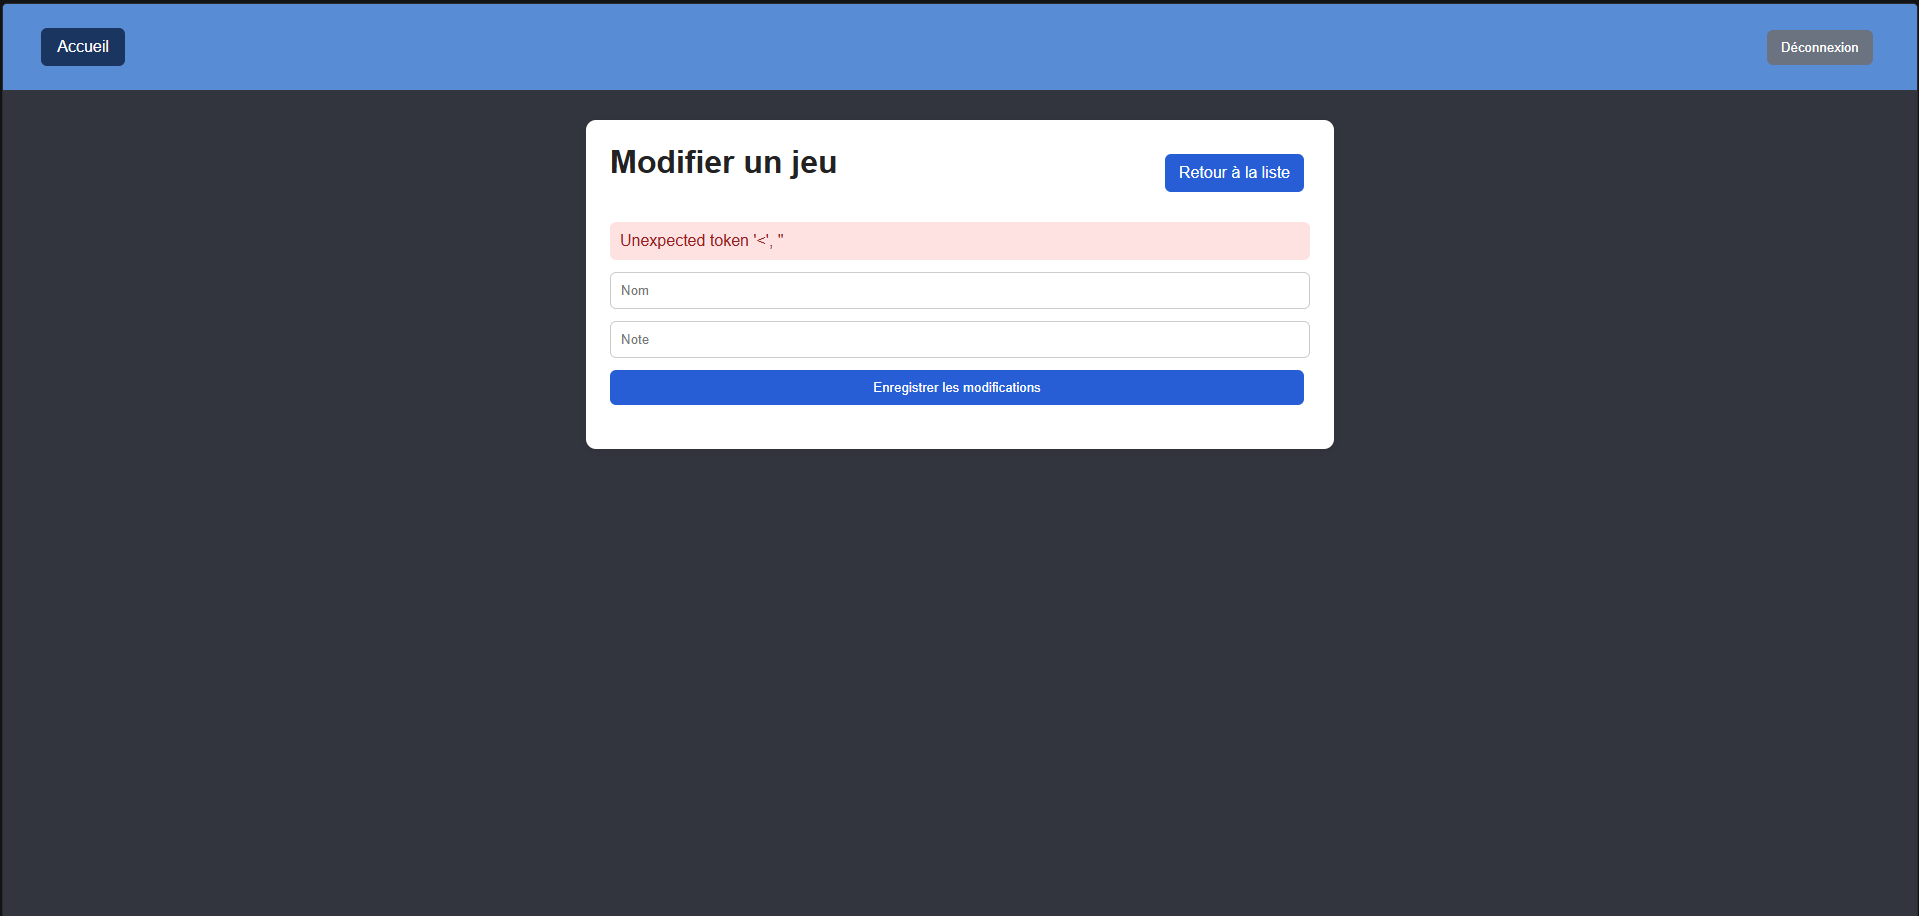 Accueil
Déconnexion
Modifier un jeu
Retour à la liste
Unexpected token '<', "
Nom
Note
Enregistrer les modifications